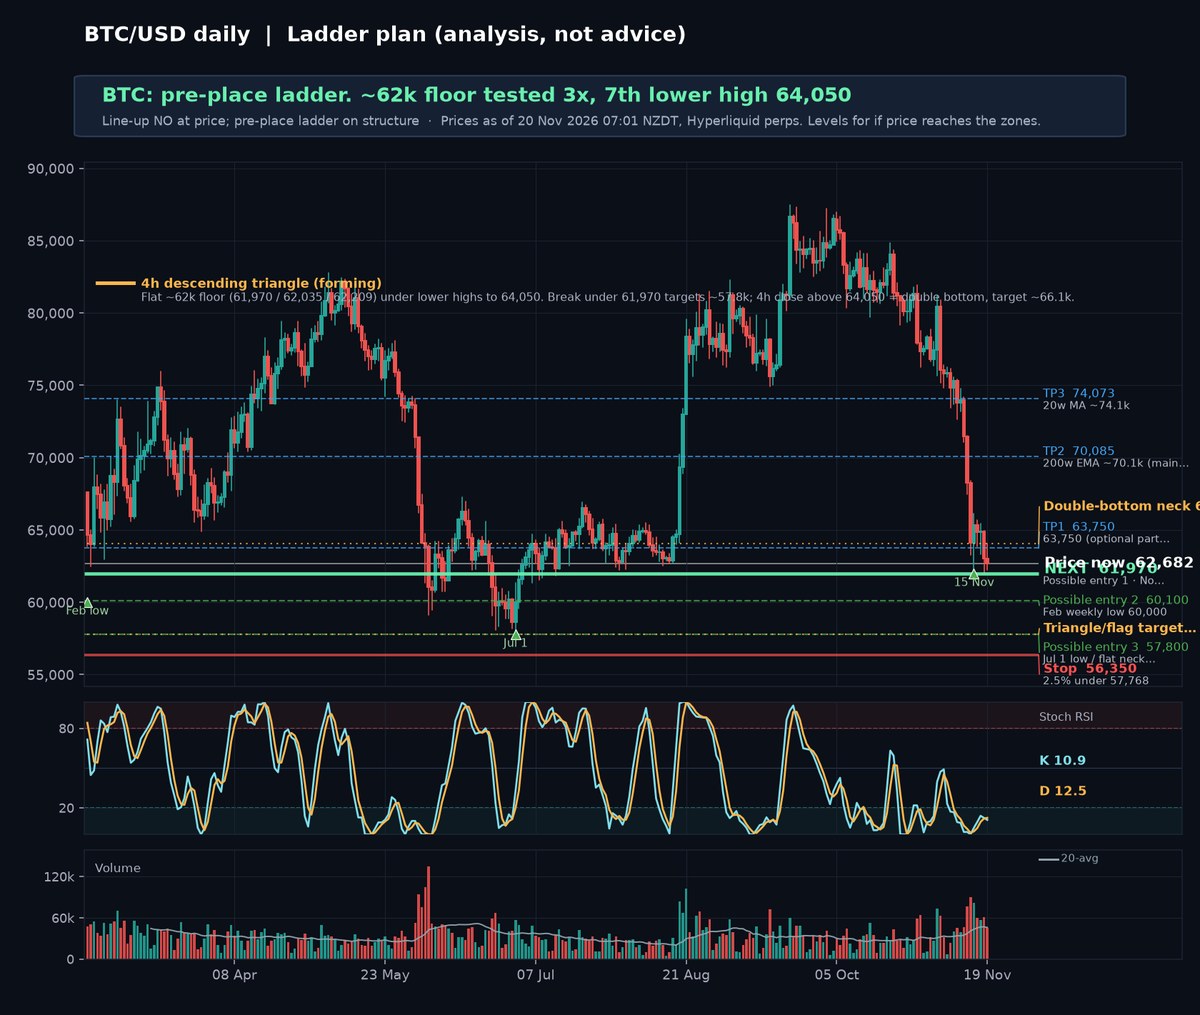 BTC/USD daily | Ladder plan (analysis, not advice)
BTC: pre-place ladder. ~62k floor tested 3x, 7th lower high 64,050
Line-up NO at price; pre-place ladder on structure · Prices as of 20 Nov 2026 07:01 NZDT, Hyperliquid perps. Levels for if price reaches the zones.
90,000
85,000
80,000
75,000
70,000
65,000
60,000
55,000
4h descending triangle (forming)
Flat ~62k floor (61,970 / 62,035 / 62,209) under lower highs to 64,050. Break under 61,970 targets ~57.8k; 4h close above 64,050 = double bottom, target ~66.1k.
TP3 74,073
20w MA ~74.1k
TP2 70,085
200w EMA ~70.1k (main...
Double-bottom neck 6
TP1 63,750
63,750 (optional part...
Price now 62,682
NEXT 61,970
Possible entry 1 · No...
15 Nov
Possible entry 2 60,100
Feb weekly low 60,000
Feb low
Triangle/flag target...
Possible entry 3 57,800
Jul 1 low / flat neck...
Jul 1
Stop 56,350
2.5% under 57,768
80
20
Stoch RSI
K 10.9
D 12.5
Volume
20-avg
120k
60k
0
08 Apr
23 May
07 Jul
21 Aug
05 Oct
19 Nov